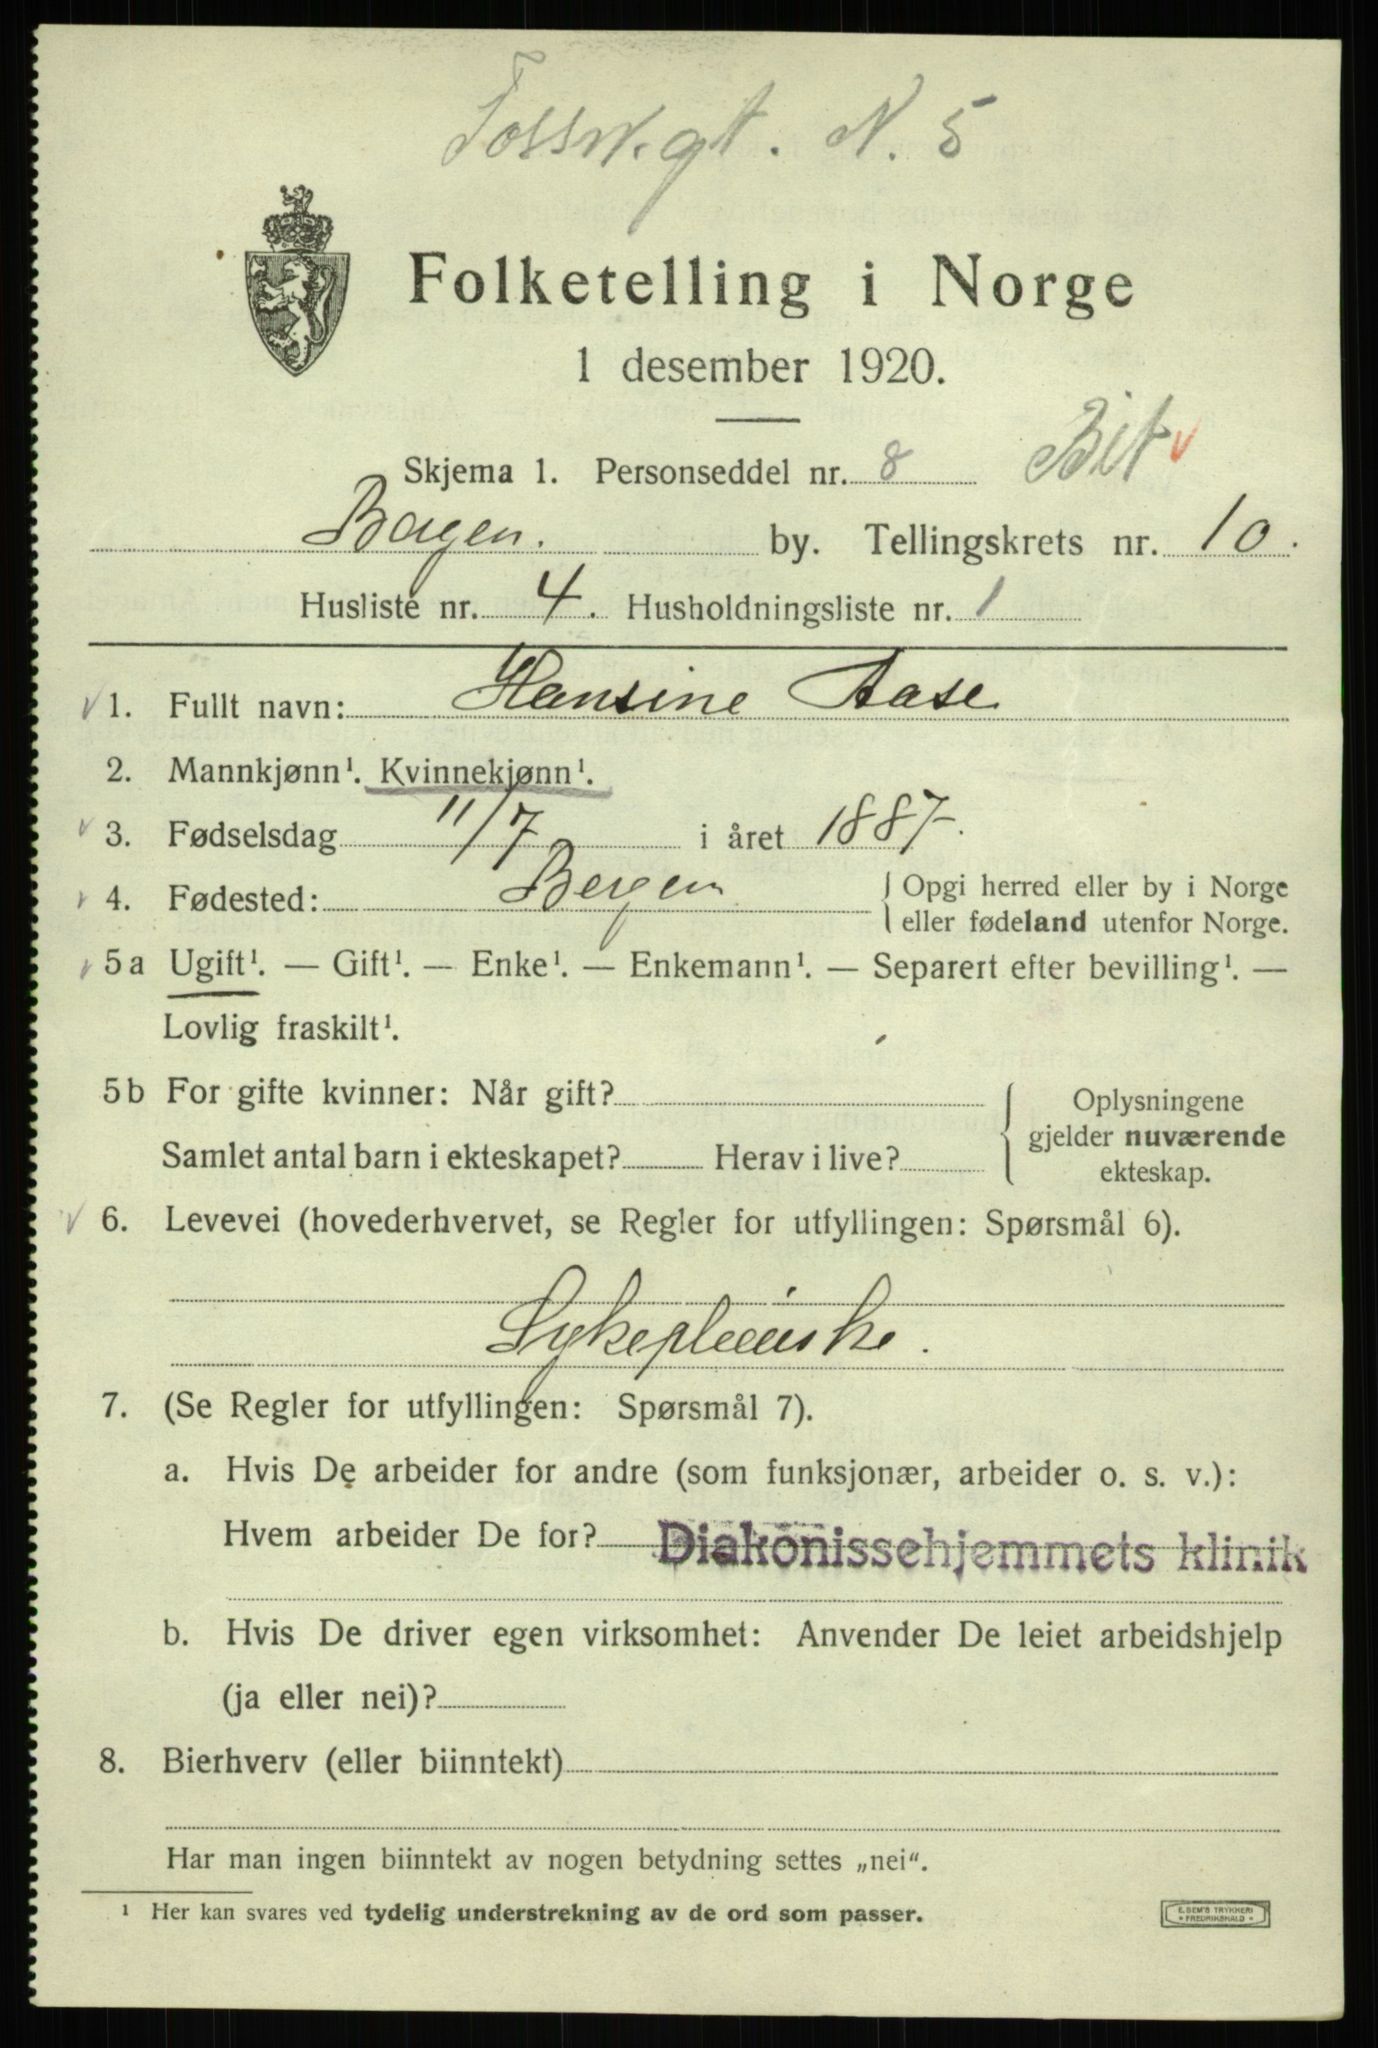 Fossw.gt. N. 5
Folketelling i Norge
1 desember 1920.
Skjema 1. Personseddel nr. 8
Bergen. by. Tellingskrets nr. 10.
Husliste nr. 4. Husholdningsliste nr. 1
1. Fullt navn: Hansine Aase
2. Mannkjønn¹. Kvinnekjønn¹.
3. Fødselsdag 11/7 i året 1887.
4. Fødested: Bergen { Opgi herred eller by i Norge
eller fødeland utenfor Norge.
5a Ugift¹. — Gift¹. — Enke¹. — Enkemann¹. — Separert efter bevilling¹. —
Lovlig fraskilt¹.
5b For gifte kvinner: Når gift?
Samlet antal barn i ekteskapet? Herav i live?
Oplysningene
gjelder nuværende
ekteskap.
6. Levevei (hovederhvervet, se Regler for utfyllingen: Spørsmål 6).
Sykepleierske.
7. (Se Regler for utfyllingen: Spørsmål 7).
a. Hvis De arbeider for andre (som funksjonær, arbeider o. s. v.):
Hvem arbeider De for? Diakonissehjemmets klinik
b. Hvis De driver egen virksomhet: Anvender De leiet arbeidshjelp
(ja eller nei)?
8. Bierhverv (eller biinntekt)
Har man ingen biinntekt av nogen betydning settes „nei“.
¹ Her kan svares ved tydelig understrekning av de ord som passer.
E. SEM'S TRYKKERI
* FREDRIKSHALD *